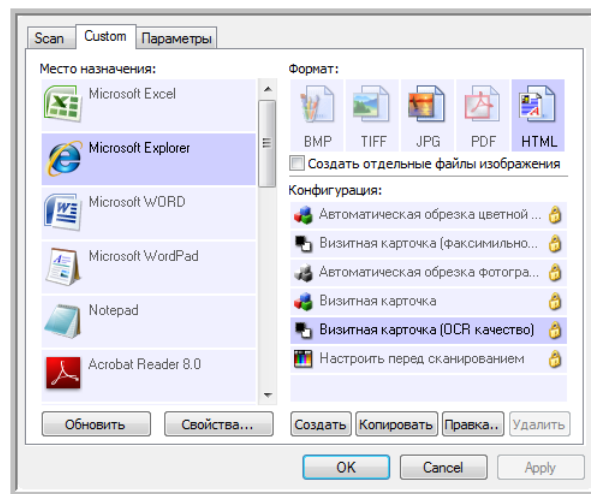 Scan Custom Параметры
Место назначения:
Microsoft Excel
Microsoft Explorer
Microsoft WORD
Microsoft WordPad
Notepad
Acrobat Reader 8.0
Обновить Свойства...
Формат:
BMP TIFF JPG PDF HTML
Создать отдельные файлы изображения
Конфигурация:
Автоматическая обрезка цветной ...
Визитная карточка (факсимильно...
Автоматическая обрезка фотогра...
Визитная карточка
Визитная карточка (OCR качество)
Настроить перед сканированием
Создать Копировать Правка.. Удалить
OK Cancel Apply